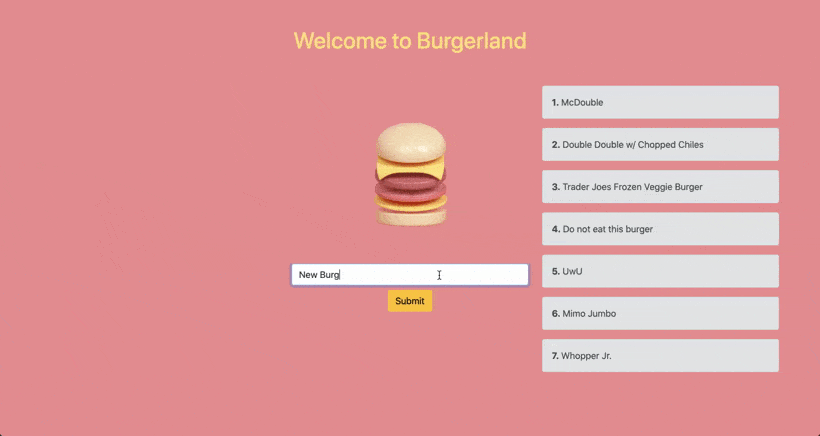 Welcome to Burgerland
New Burg
Submit
1. McDouble
2. Double Double w/ Chopped Chiles
3. Trader Joes Frozen Veggie Burger
4. Do not eat this burger
5. UwU
6. Mimo Jumbo
7. Whopper Jr.